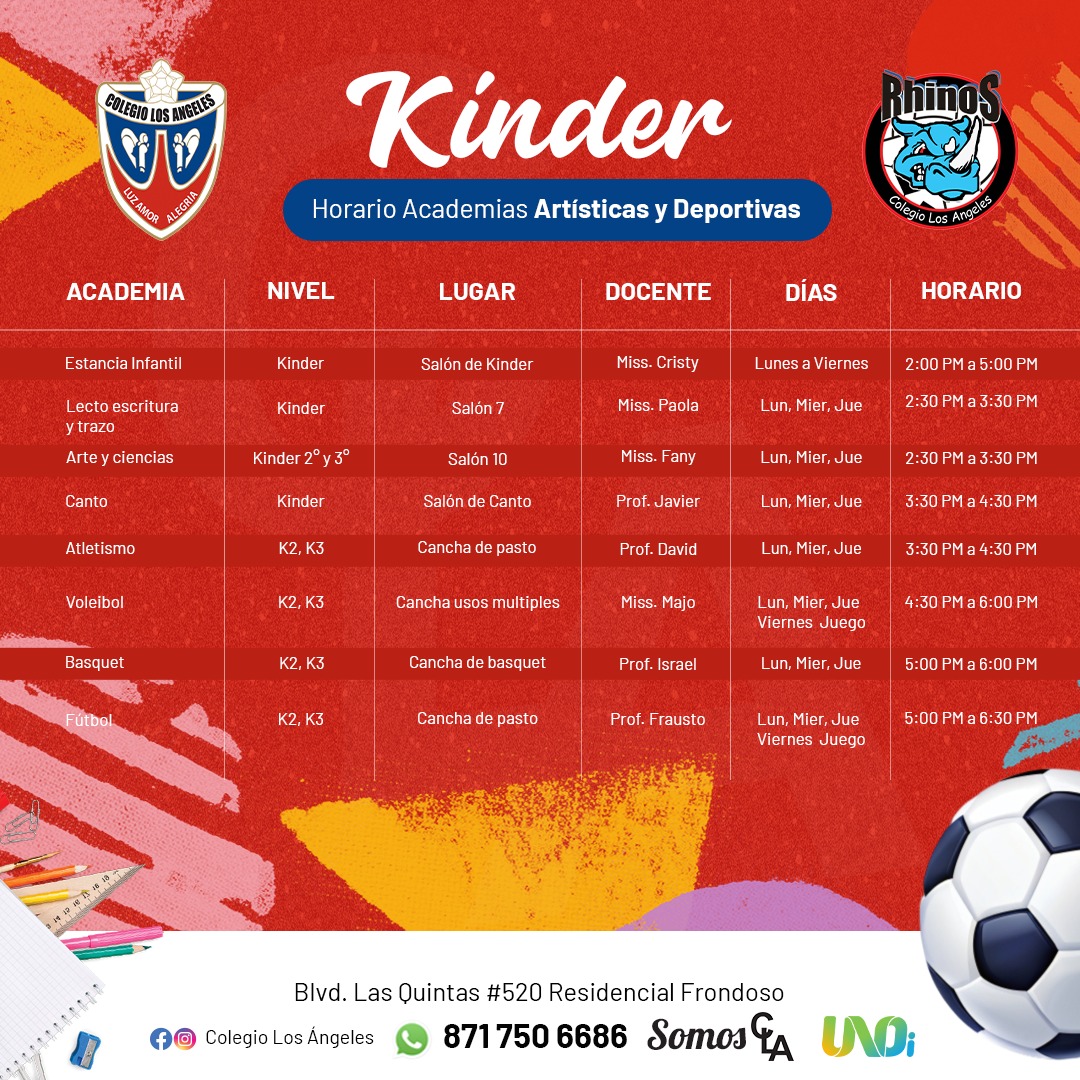 COLEGIO LOS ANGELES
LUZ AMOR ALEGRIA
Kínder
Horario Academias Artísticas y Deportivas
RhinoS
Colegio Los Angeles
ACADEMIA NIVEL LUGAR DOCENTE DÍAS HORARIO
Estancia Infantil Kinder Salón de Kinder Miss. Cristy Lunes a Viernes 2:00 PM a 5:00 PM
Lecto escritura Kinder Salón 7 Miss. Paola Lun, Mier, Jue 2:30 PM a 3:30 PM
y trazo
Arte y ciencias Kinder 2° y 3° Salón 10 Miss. Fany Lun, Mier, Jue 2:30 PM a 3:30 PM
Canto Kinder Salón de Canto Prof. Javier Lun, Mier, Jue 3:30 PM a 4:30 PM
Atletismo K2, K3 Cancha de pasto Prof. David Lun, Mier, Jue 3:30 PM a 4:30 PM
Voleibol K2, K3 Cancha usos multiples Miss. Majo Lun, Mier, Jue 4:30 PM a 6:00 PM
Viernes Juego
Basquet K2, K3 Cancha de basquet Prof. Israel Lun, Mier, Jue 5:00 PM a 6:00 PM
Fútbol K2, K3 Cancha de pasto Prof. Frausto Lun, Mier, Jue 5:00 PM a 6:30 PM
Viernes Juego
Blvd. Las Quintas #520 Residencial Frondoso
Colegio Los Ángeles 871 750 6686 Somos CLA UNOi